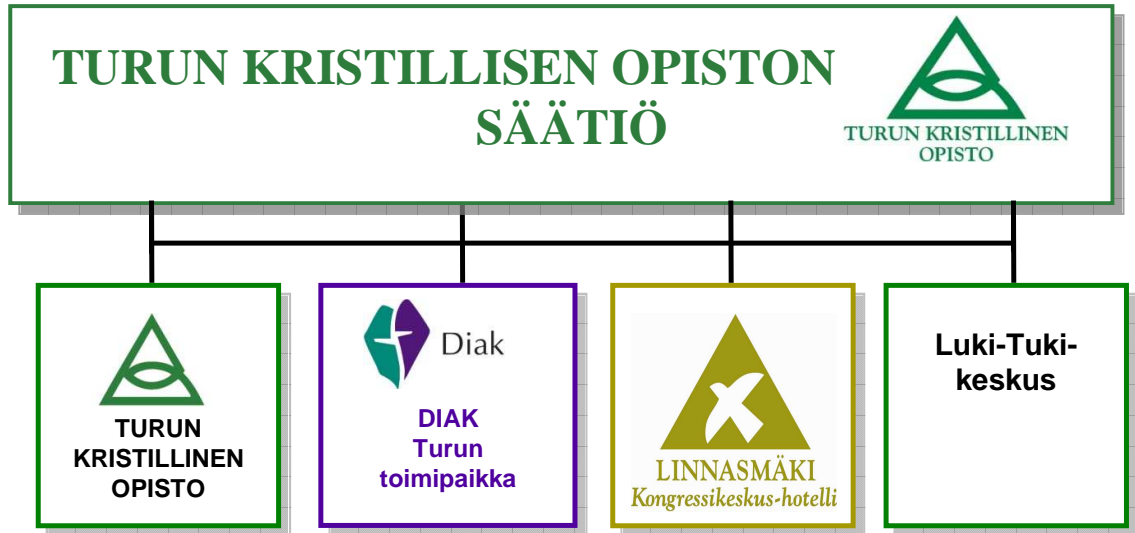 TURUN KRISTILLISEN OPISTON
SÄÄTIÖ
TURUN KRISTILLINEN
OPISTO
TURUN
KRISTILLINEN
OPISTO
Diak
DIAK
Turun
toimipaikka
LINNASMÄKI
Kongressikeskus-hotelli
Luki-Tuki-
keskus